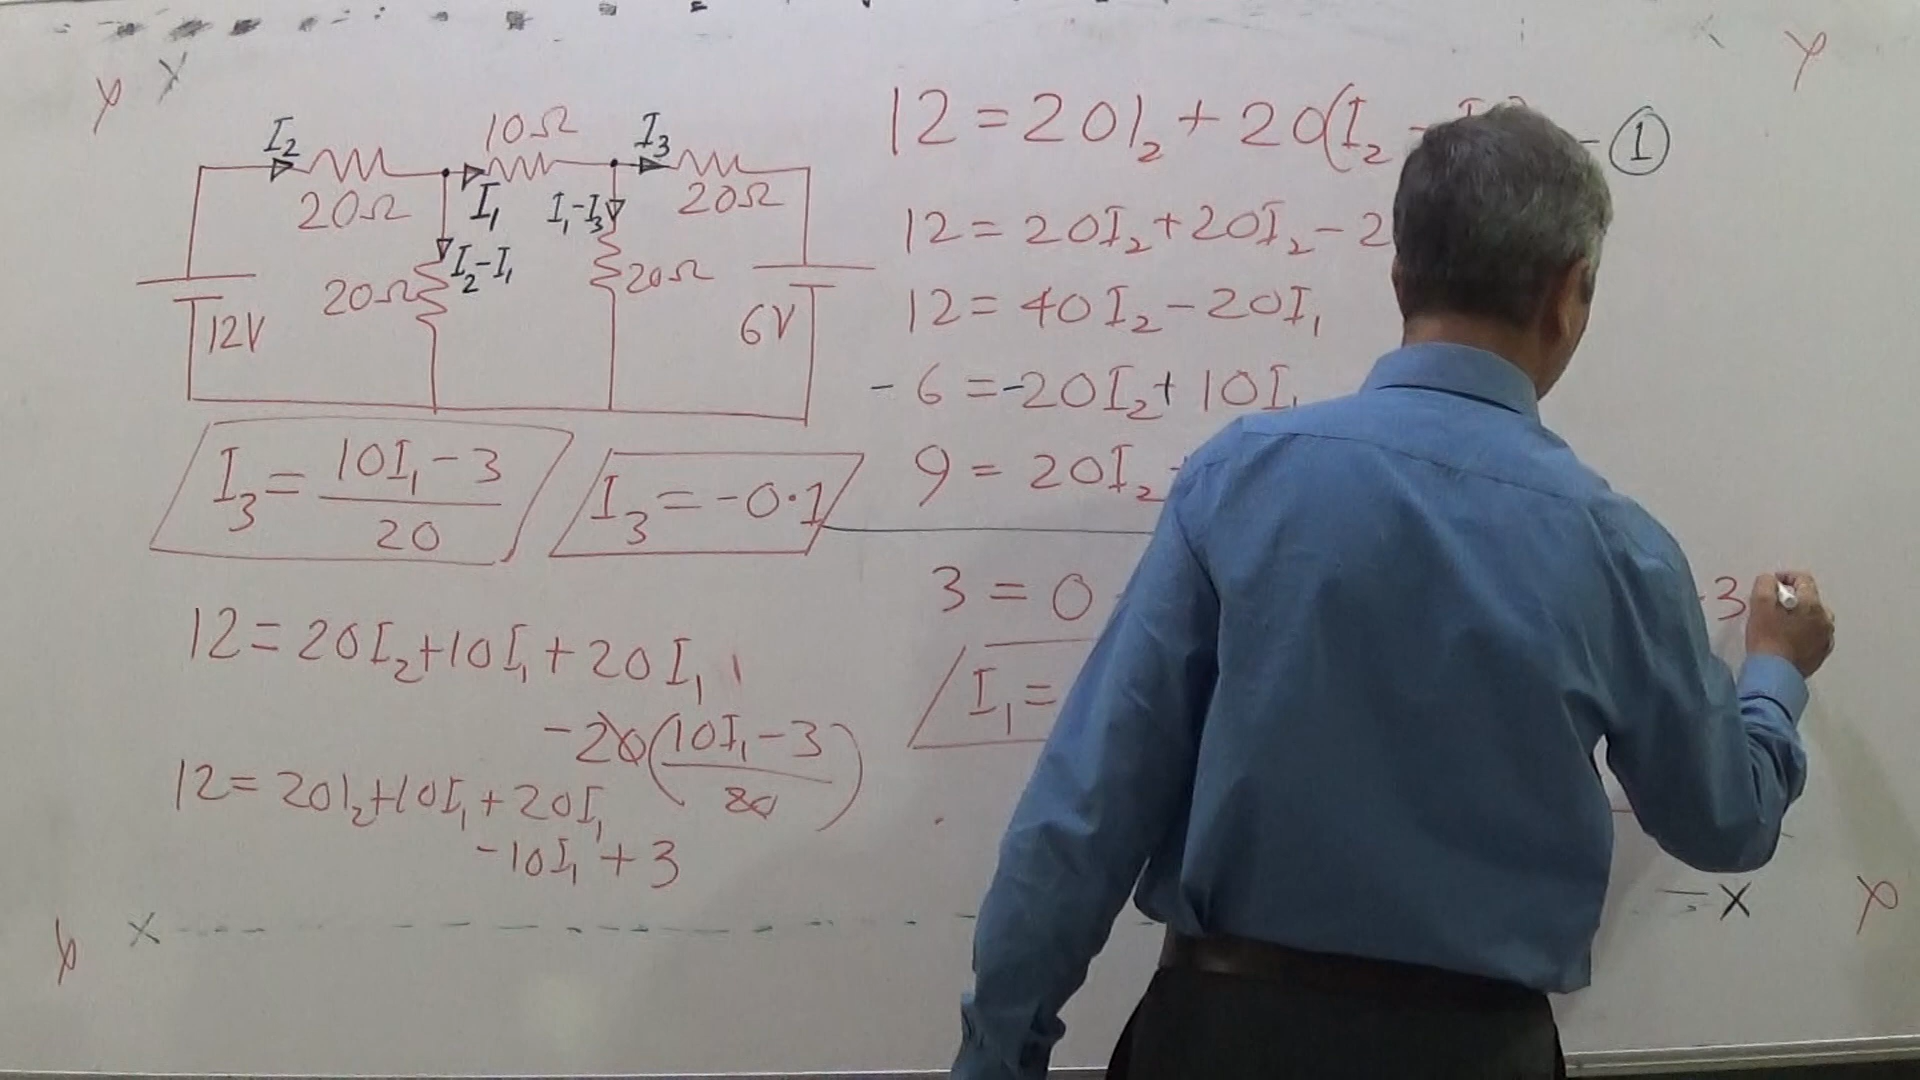 I₂ 10Ω I₃
20Ω I₁ I₁-I₃ 20Ω
I₂-I₁
20Ω 20Ω
12V 6V
I₃ = (10I₁ - 3)/20
I₃ = -0.1
12 = 20I₂ + 10I₁ + 20I₁
-20((10I₁ - 3)/20)
12 = 20I₂ + 10I₁ + 20I₁
-10I₁ + 3
12 = 20I₂ + 20(I₂ - ①
12 = 20I₂ + 20I₂ - 2
12 = 40I₂ - 20I₁
-6 = -20I₂ + 10I₁
9 = 20I₂
3 = 0
3
I₁ =
X
X